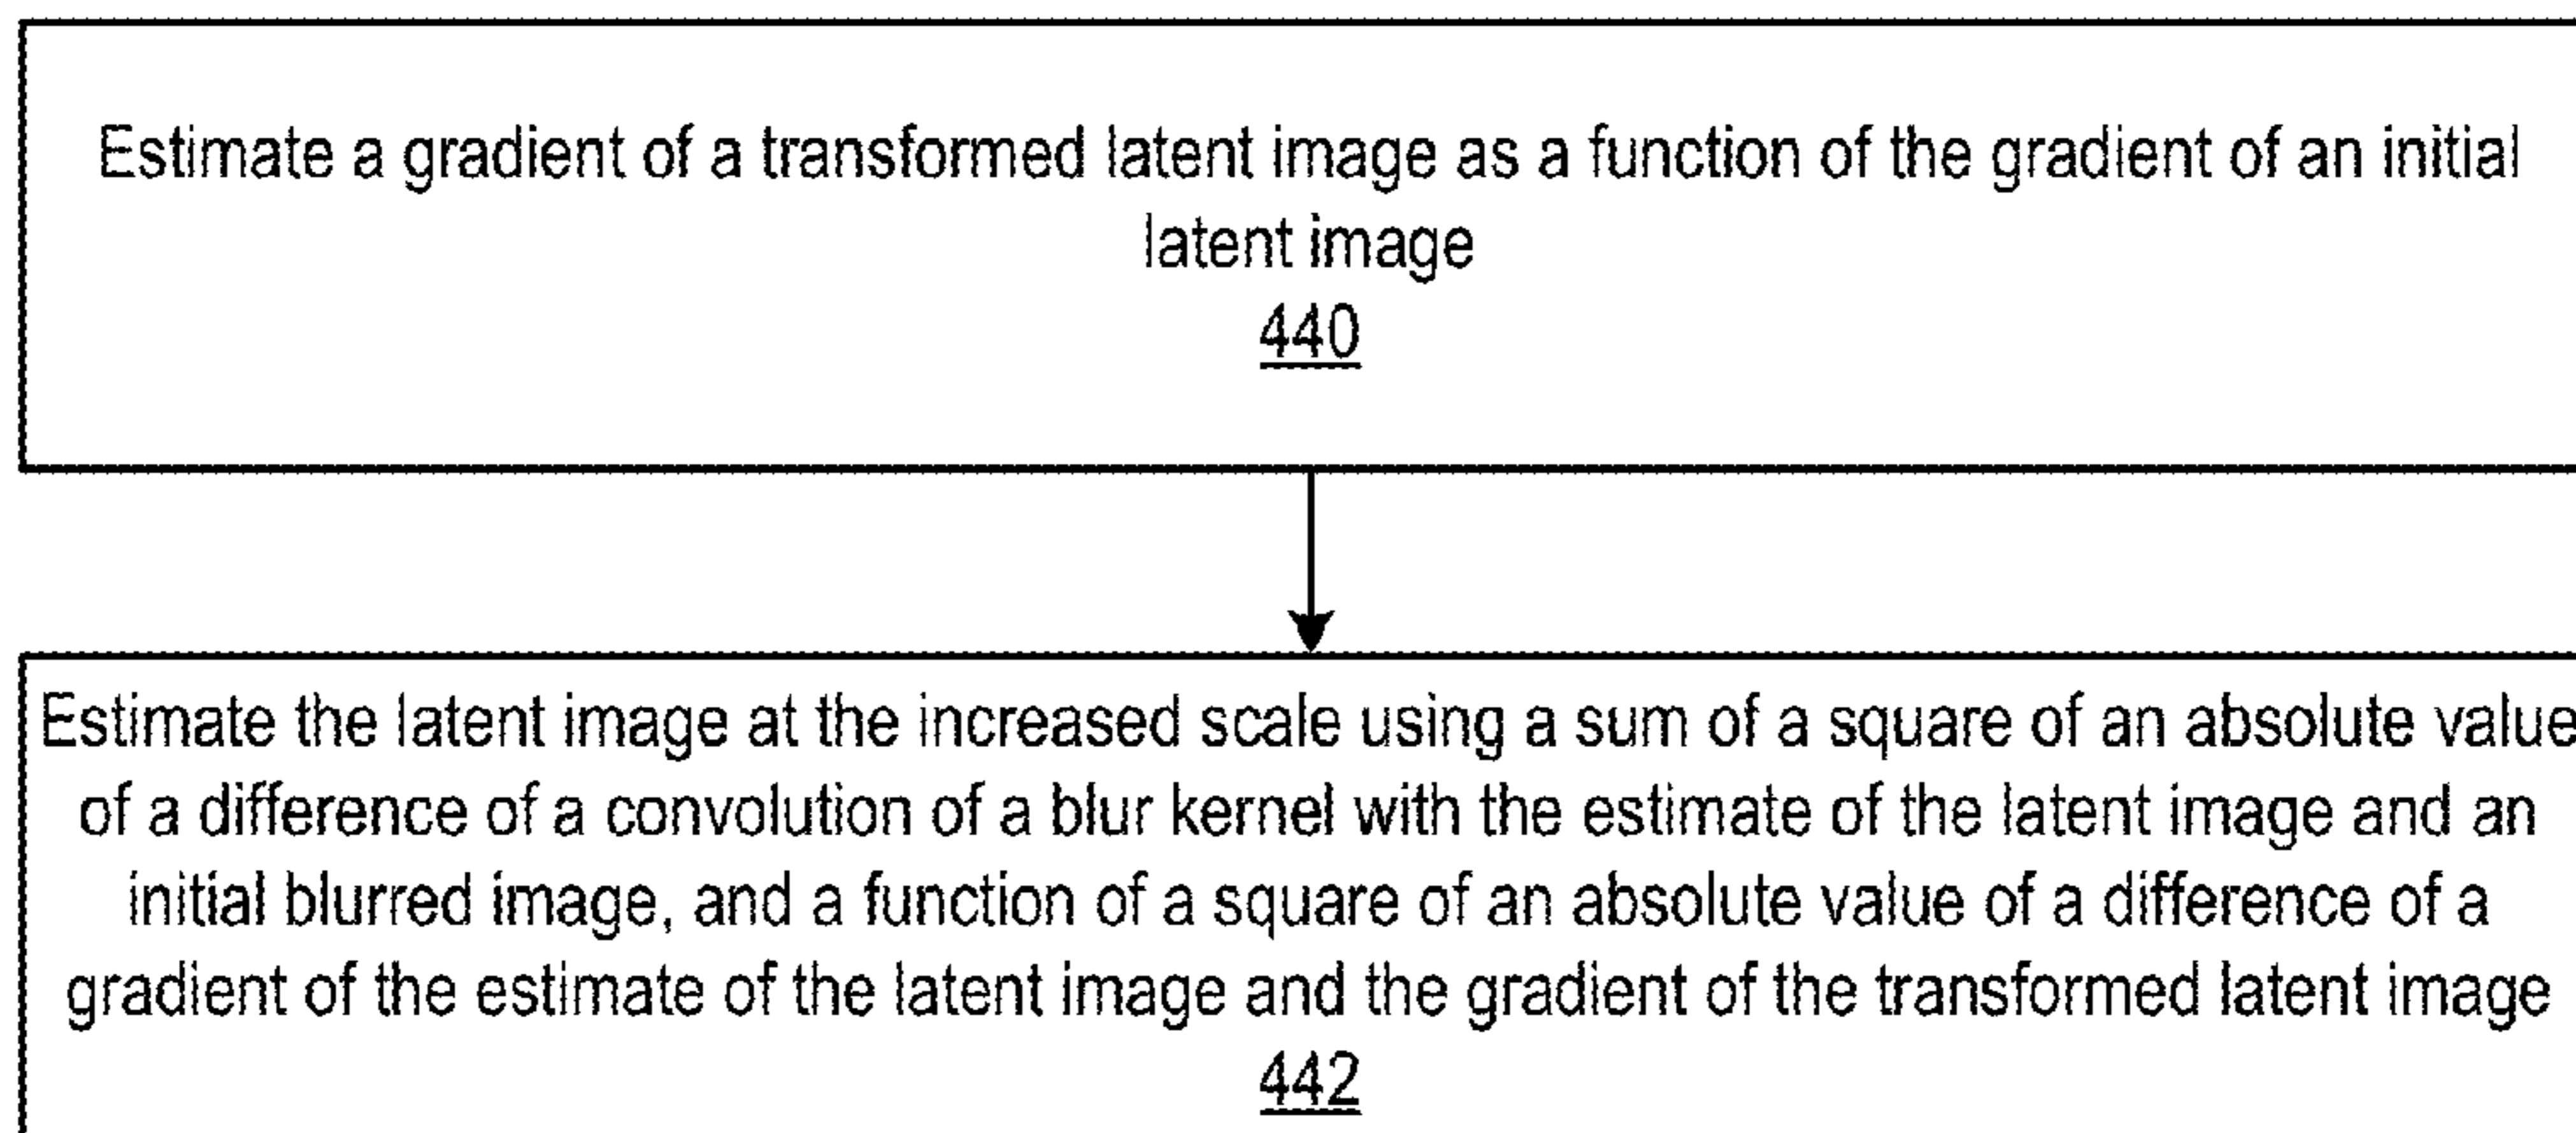 Estimate a gradient of a transformed latent image as a function of the gradient of an initial
latent image
440
Estimate the latent image at the increased scale using a sum of a square of an absolute value
of a difference of a convolution of a blur kernel with the estimate of the latent image and an
initial blurred image, and a function of a square of an absolute value of a difference of a
gradient of the estimate of the latent image and the gradient of the transformed latent image
442